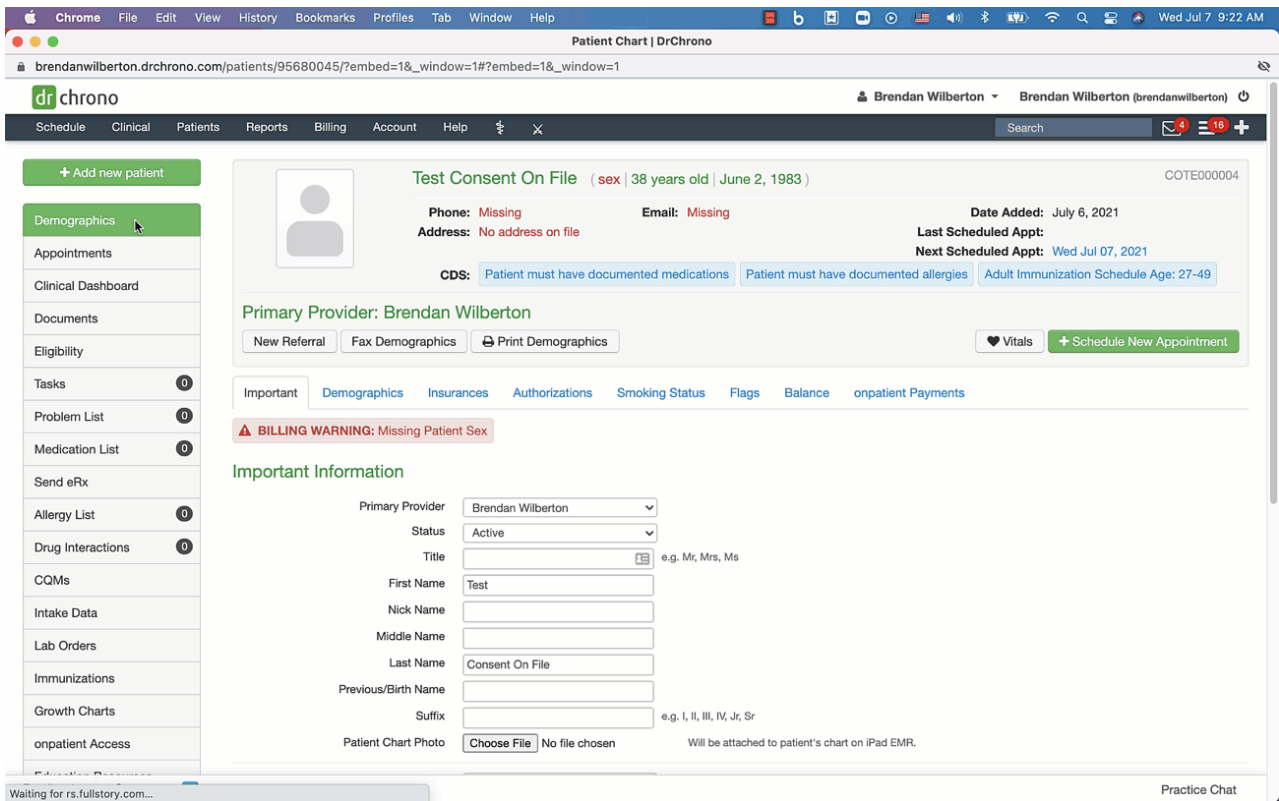 Chrome File Edit View History Bookmarks Profiles Tab Window Help Wed Jul 7 9:22 AM
Patient Chart | DrChrono
brendanwilberton.drchrono.com/patients/95680045/?embed=1&_window=1#?embed=1&_window=1
dr chrono Brendan Wilberton Brendan Wilberton (brendanwilberton)
Schedule Clinical Patients Reports Billing Account Help Search 4 16
+ Add new patient
Demographics
Appointments
Clinical Dashboard
Documents
Eligibility
Tasks 0
Problem List 0
Medication List 0
Send eRx
Allergy List 0
Drug Interactions 0
CQMs
Intake Data
Lab Orders
Immunizations
Growth Charts
onpatient Access
Test Consent On File ( sex | 38 years old | June 2, 1983 ) COTE000004
Phone: Missing Email: Missing Date Added: July 6, 2021
Address: No address on file Last Scheduled Appt:
Next Scheduled Appt: Wed Jul 07, 2021
CDS: Patient must have documented medications Patient must have documented allergies Adult Immunization Schedule Age: 27-49
Primary Provider: Brendan Wilberton
New Referral Fax Demographics Print Demographics Vitals + Schedule New Appointment
Important Demographics Insurances Authorizations Smoking Status Flags Balance onpatient Payments
BILLING WARNING: Missing Patient Sex
Important Information
Primary Provider Brendan Wilberton
Status Active
Title e.g. Mr, Mrs, Ms
First Name Test
Nick Name
Middle Name
Last Name Consent On File
Previous/Birth Name
Suffix e.g. I, II, III, IV, Jr, Sr
Patient Chart Photo Choose File No file chosen Will be attached to patient's chart on iPad EMR.
Waiting for rs.fullstory.com...
Practice Chat